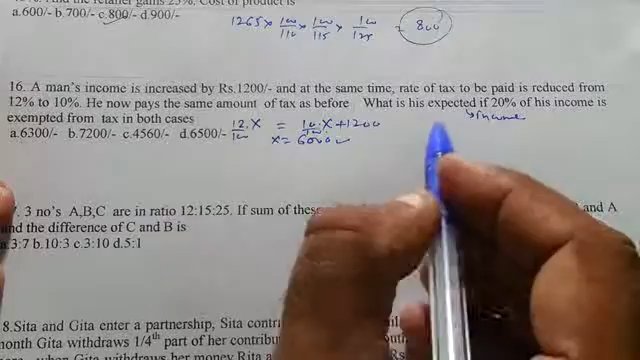 a.600/- b.700/- c.800/- d.900/-
1265 × 100/110 × 100/115 × 100/125 = 800
16. A man's income is increased by Rs.1200/- and at the same time, rate of tax to be paid is reduced from
12% to 10%. He now pays the same amount of tax as before What is his expected if 20% of his income is
income
exempted from tax in both cases
12/10 . X = 10/100 . X + 1200
a.6300/- b.7200/- c.4560/- d.6500/-
x = 6000
3 no's A,B,C are in ratio 12:15:25. If sum of these and A
and the difference of C and B is
a.3:7 b.10:3 c.3:10 d.5:1
8.Sita and Gita enter a partnership, Sita contri
month Gita withdraws 1/4th part of her contribu
when Gita withdraws her money Rita a